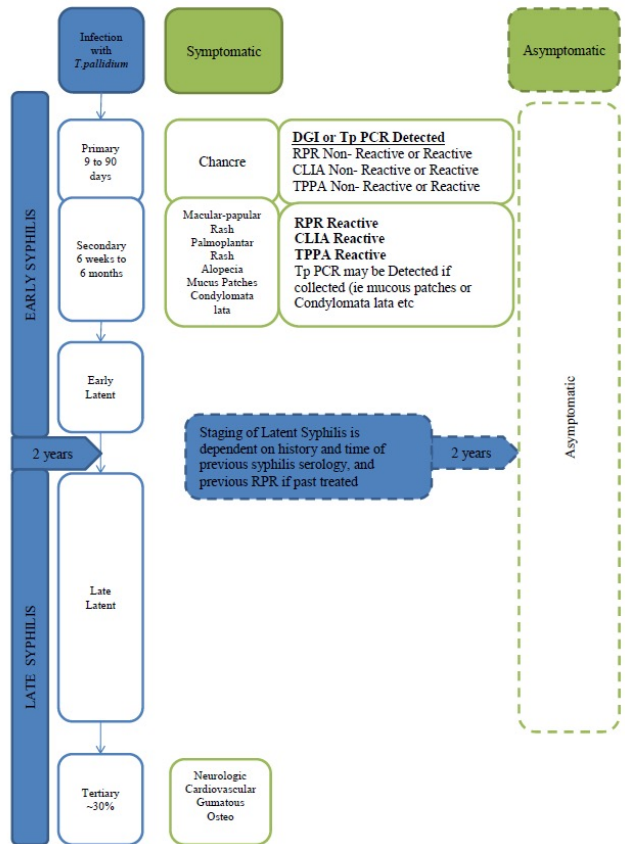 Infection
with
T.pallidium
Symptomatic
Asymptomatic
EARLY SYPHILIS
Primary
9 to 90
days
Chancre
DGI or Tp PCR Detected
RPR Non- Reactive or Reactive
CLIA Non- Reactive or Reactive
TPPA Non- Reactive or Reactive
Secondary
6 weeks to
6 months
Macular-papular
Rash
Palmoplantar
Rash
Alopecia
Mucus Patches
Condylomata
lata
RPR Reactive
CLIA Reactive
TPPA Reactive
Tp PCR may be Detected if
collected (ie mucous patches or
Condylomata lata etc
Early
Latent
2 years
Staging of Latent Syphilis is
dependent on history and time of
previous syphilis serology, and
previous RPR if past treated
2 years
Asymptomatic
LATE SYPHILIS
Late
Latent
Tertiary
~30%
Neurologic
Cardiovascular
Gumatous
Osteo